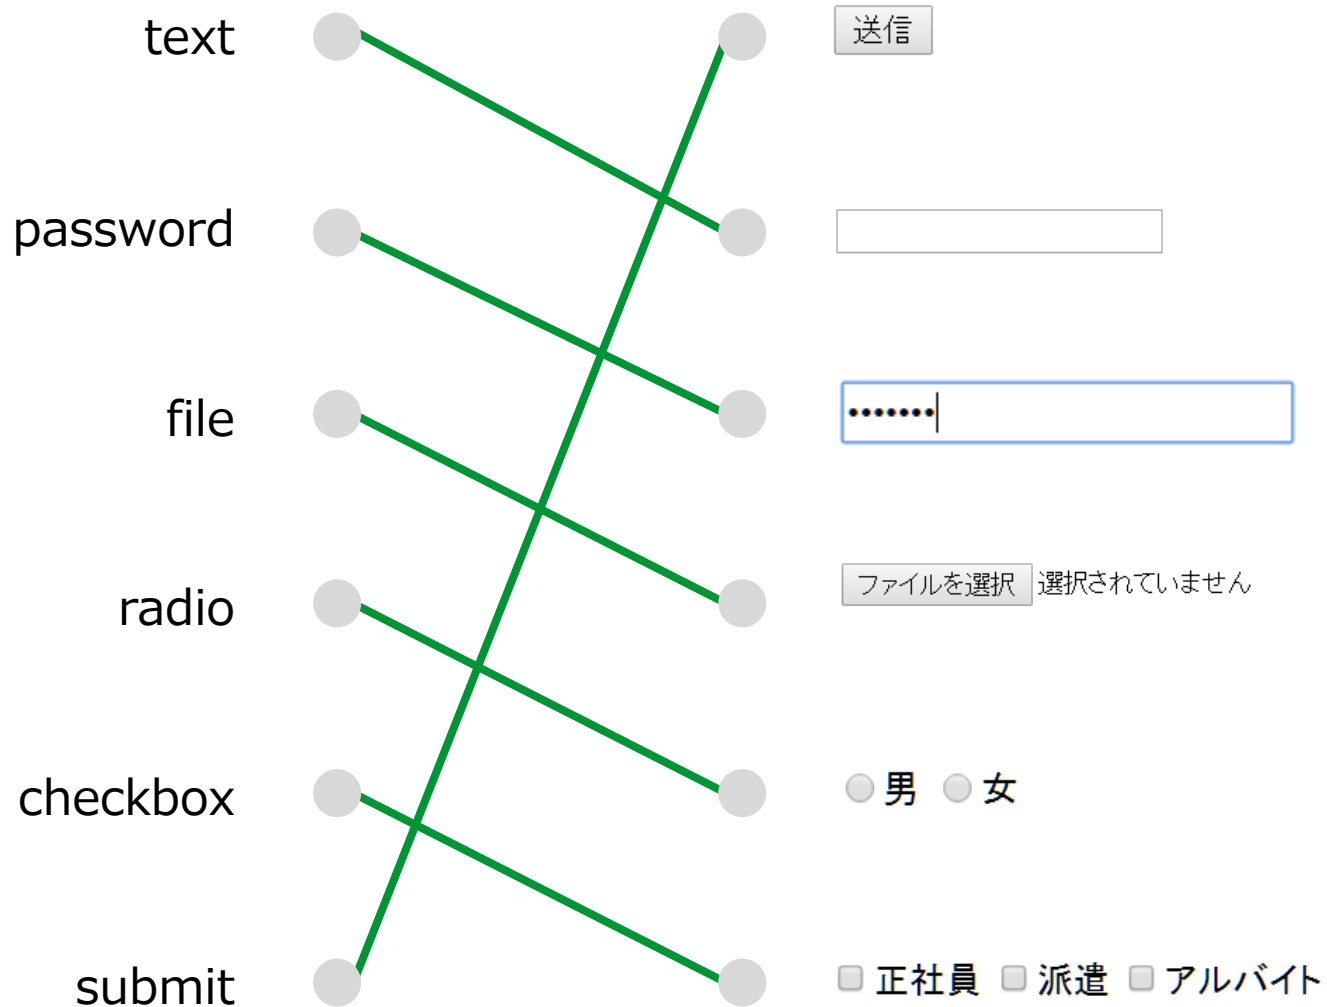 text
送信
password
file
•••••••
ファイルを選択 選択されていません
radio
男 女
checkbox
submit
正社員 派遣 アルバイト